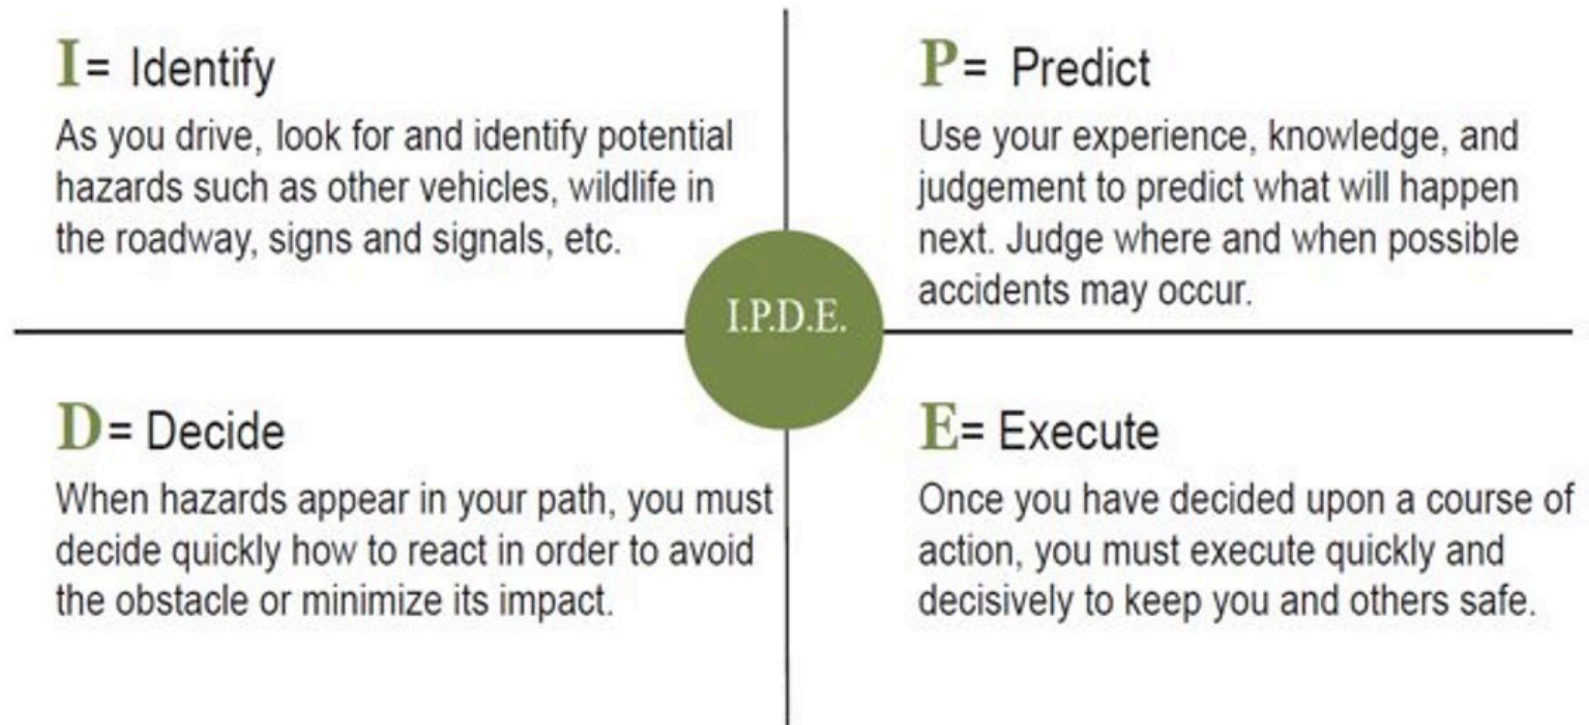 I= Identify
As you drive, look for and identify potential
hazards such as other vehicles, wildlife in
the roadway, signs and signals, etc.
P= Predict
Use your experience, knowledge, and
judgement to predict what will happen
next. Judge where and when possible
accidents may occur.
I.P.D.E.
D= Decide
When hazards appear in your path, you must
decide quickly how to react in order to avoid
the obstacle or minimize its impact.
E= Execute
Once you have decided upon a course of
action, you must execute quickly and
decisively to keep you and others safe.